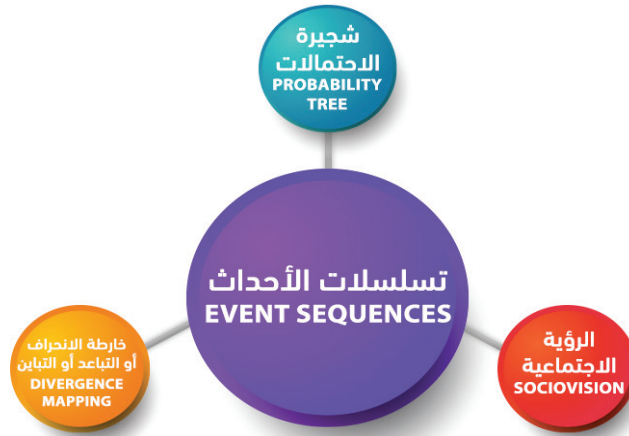 شجيرة
الاحتمالات
PROBABILITY
TREE
تسلسلات الأحداث
EVENT SEQUENCES
خارطة الانحراف
أو التباعد أو التباين
DIVERGENCE
MAPPING
الرؤية
الاجتماعية
SOCIOVISION